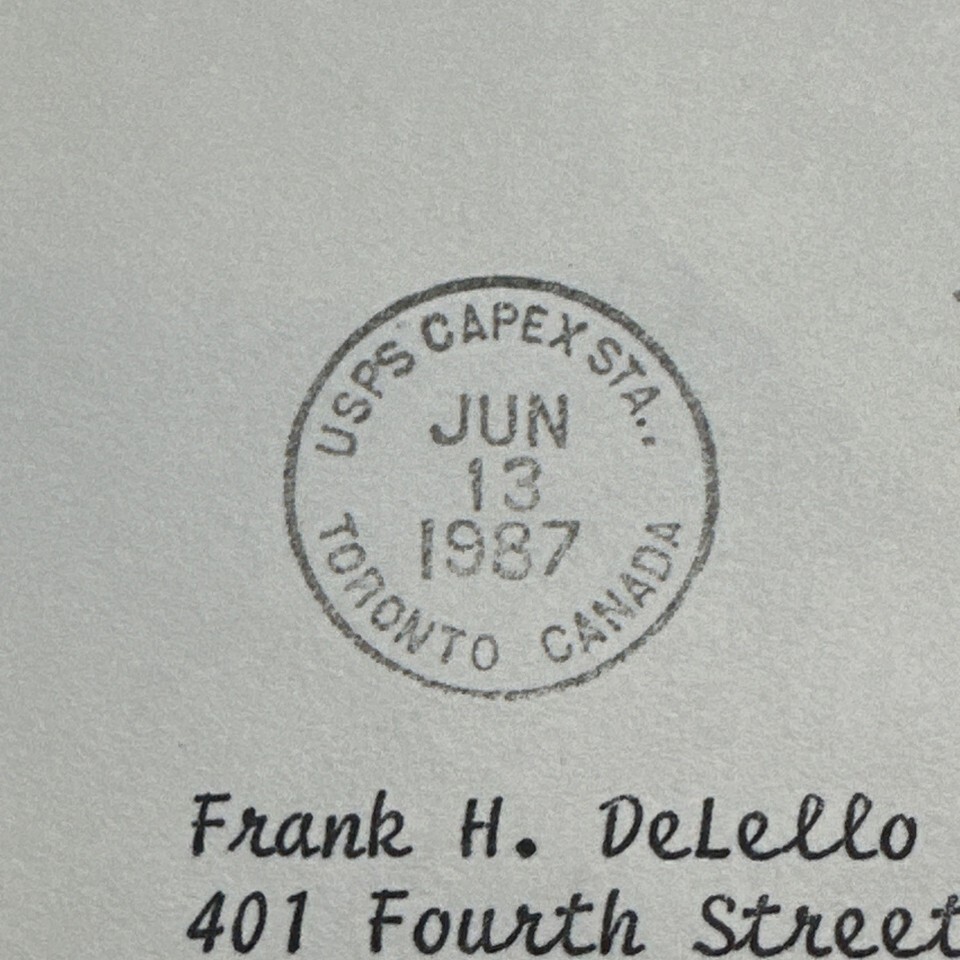 USPS CAPEX STA..
JUN
13
1987
TORONTO CANADA
Frank H. DeLello
401 Fourth Street